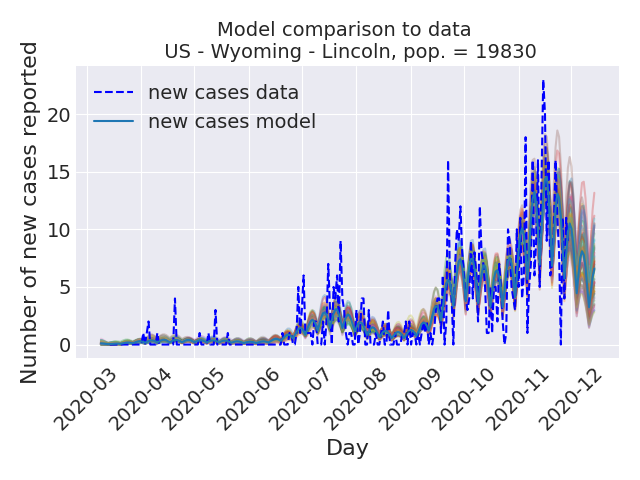 Model comparison to data
US - Wyoming - Lincoln, pop. = 19830
Number of new cases reported
new cases data
new cases model
20
15
10
5
0
2020-03
2020-04
2020-05
2020-06
2020-07
2020-08
2020-09
2020-10
2020-11
2020-12
Day